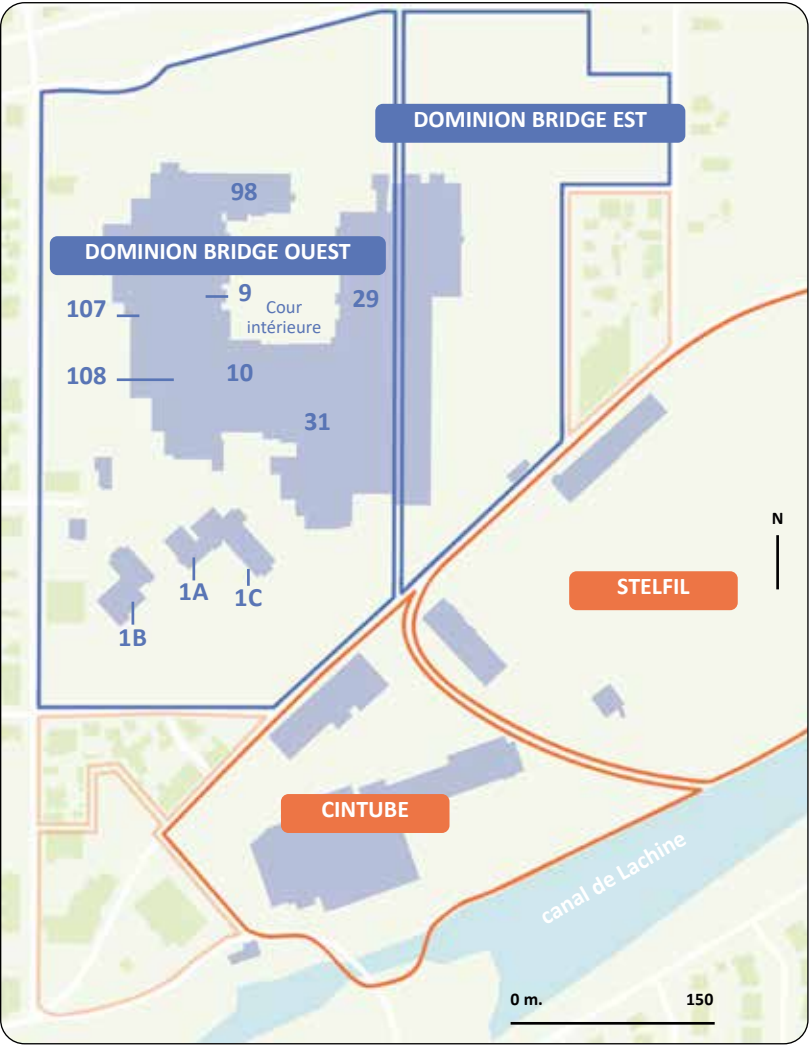 DOMINION BRIDGE EST
98
DOMINION BRIDGE OUEST
9
107
Cour
intérieure
29
108
10
31
1A
1C
1B
N
STELFIL
CINTUBE
canal de Lachine
0 m.
150